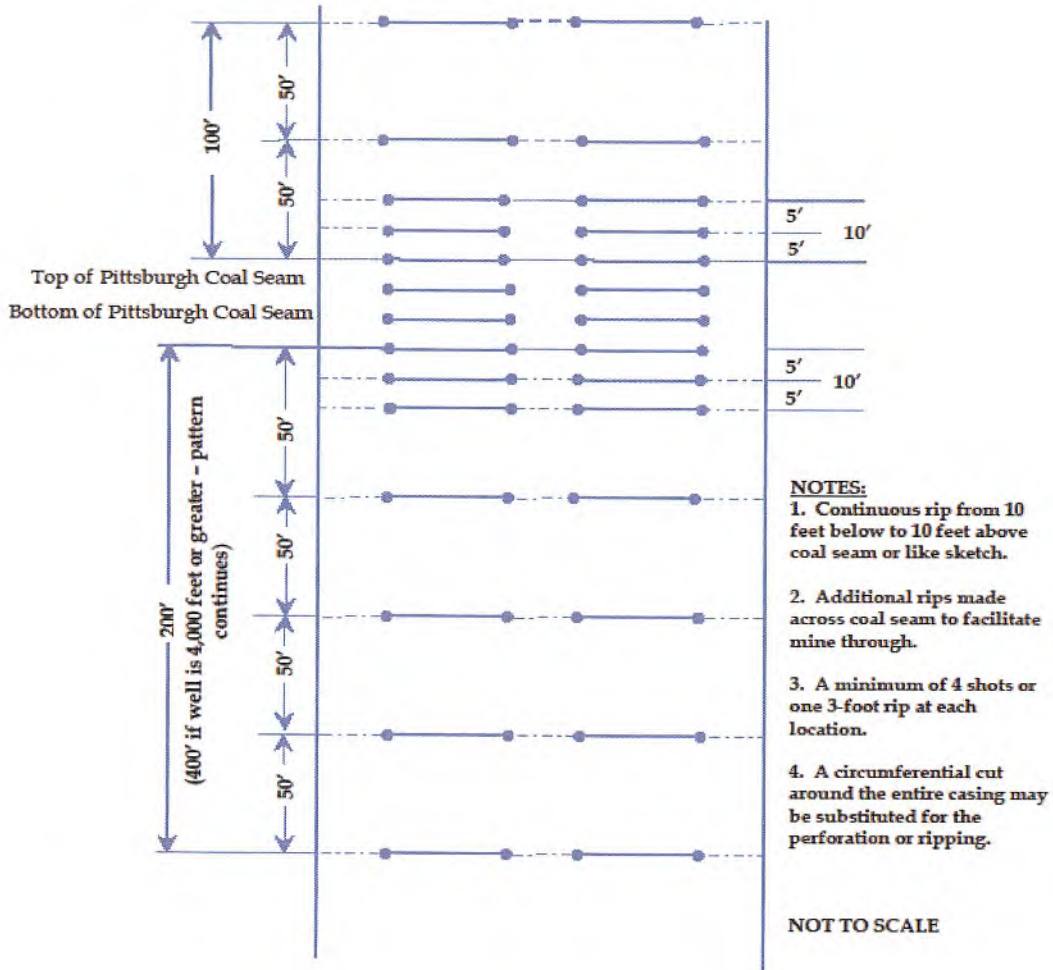 50'
100'
50'
5'
10'
5'
Top of Pittsburgh Coal Seam
Bottom of Pittsburgh Coal Seam
5'
10'
5'
50'
200'
(400' if well is 4,000 feet or greater – pattern
continues)
50'
50'
50'
NOTES:
1. Continuous rip from 10
feet below to 10 feet above
coal seam or like sketch.
2. Additional rips made
across coal seam to facilitate
mine through.
3. A minimum of 4 shots or
one 3-foot rip at each
location.
4. A circumferential cut
around the entire casing may
be substituted for the
perforation or ripping.
NOT TO SCALE